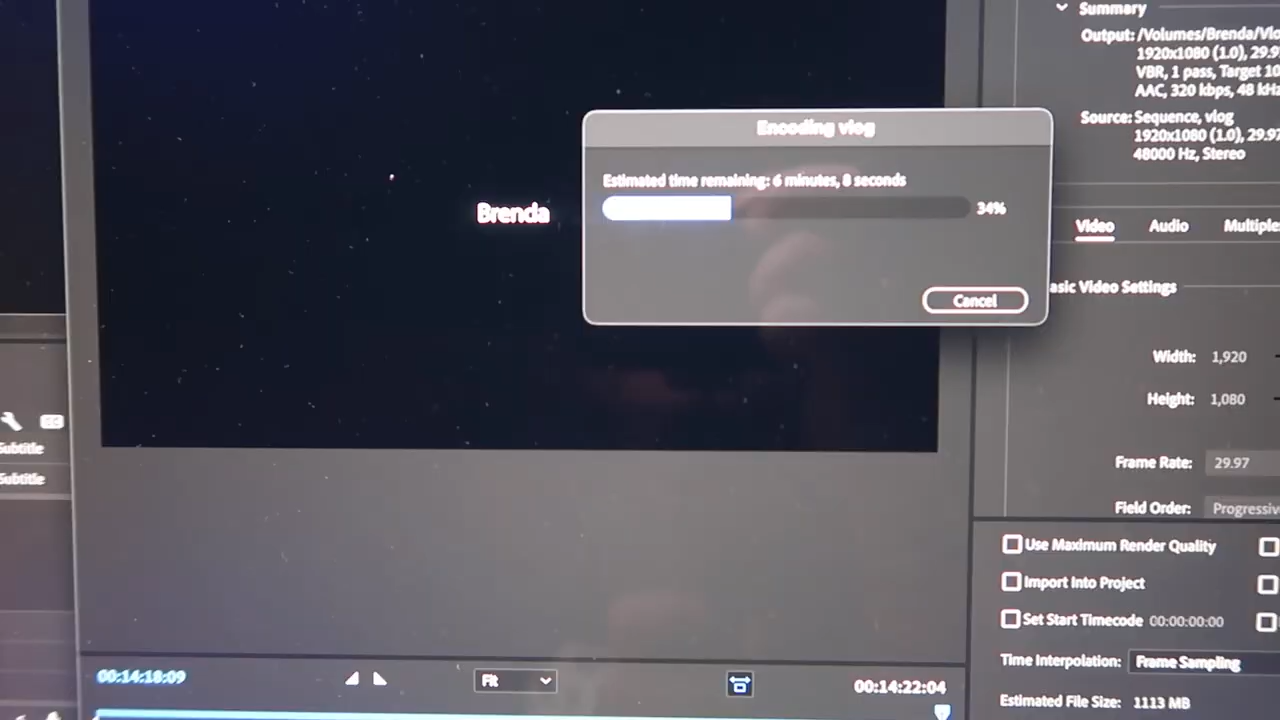 Summary
Output: /Volumes/Brenda/Vlo
1920x1080 (1.0), 29.9
VBR, 1 pass, Target 10
AAC, 320 kbps, 48 kHz
Source: Sequence, vlog
1920x1080 (1.0), 29.97
48000 Hz, Stereo
Encoding vlog
Estimated time remaining: 6 minutes, 8 seconds
34%
Cancel
Brenda
Video Audio Multiple
asic Video Settings
Width: 1,920
Height: 1,080
Frame Rate: 29.97
Field Order: Progressiv
Subtitle
Subtitle
Use Maximum Render Quality
Import Into Project
Set Start Timecode 00:00:00:00
Time Interpolation: Frame Sampling
Estimated File Size: 1113 MB
00:14:18:09
Fit
00:14:22:04